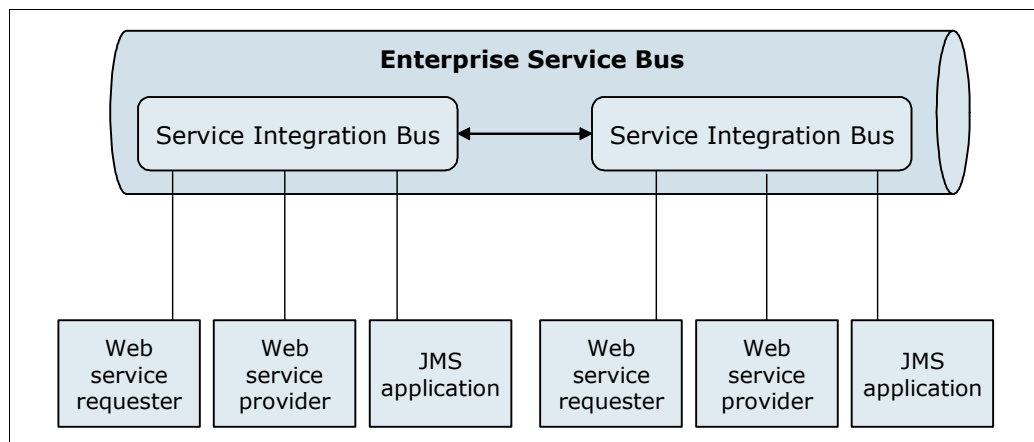 Enterprise Service Bus
Service Integration Bus
Service Integration Bus
Web
service
requester
Web
service
provider
JMS
application
Web
service
requester
Web
service
provider
JMS
application